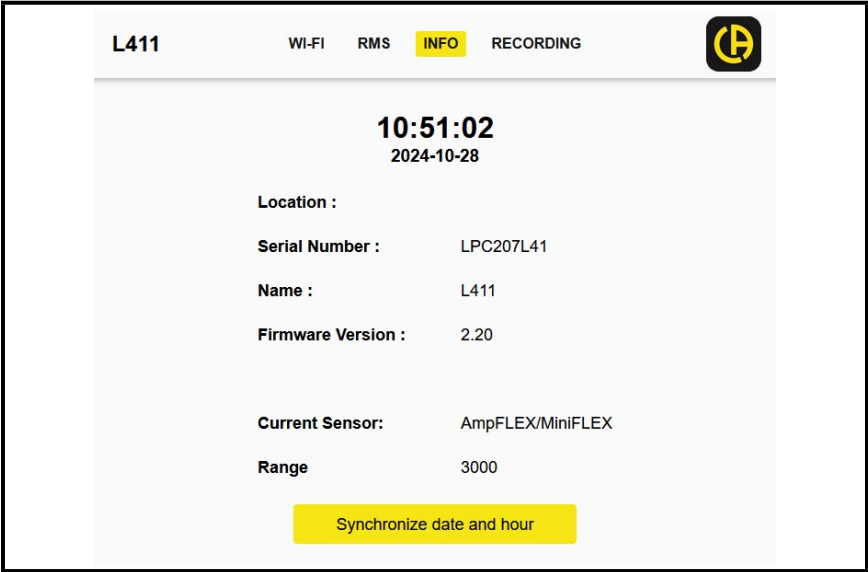 L411 WI-FI RMS INFO RECORDING
10:51:02
2024-10-28
Location :
Serial Number : LPC207L41
Name : L411
Firmware Version : 2.20
Current Sensor: AmpFLEX/MiniFLEX
Range 3000
Synchronize date and hour